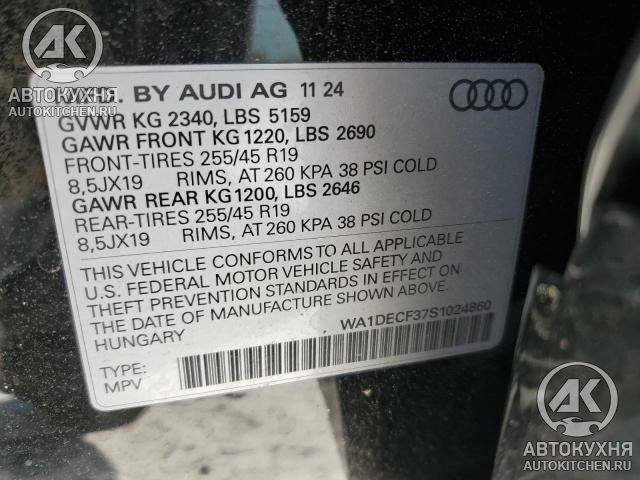 АВТОКУХНЯ
AUTOKITCHEN.RU
BY AUDI AG 11 24
GVWR KG 2340, LBS 5159
GAWR FRONT KG 1220, LBS 2690
FRONT-TIRES 255/45 R19
8,5JX19 RIMS, AT 260 KPA 38 PSI COLD
GAWR REAR KG1200, LBS 2646
REAR-TIRES 255/45 R19
8,5JX19 RIMS, AT 260 KPA 38 PSI COLD
THIS VEHICLE CONFORMS TO ALL APPLICABLE
U.S. FEDERAL MOTOR VEHICLE SAFETY AND
THEFT PREVENTION STANDARDS IN EFFECT ON
THE DATE OF MANUFACTURE SHOWN ABOVE.
HUNGARY
WA1DECF37S1024860
TYPE:
MPV
АК
АВТОКУХНЯ
AUTOKITCHEN.RU